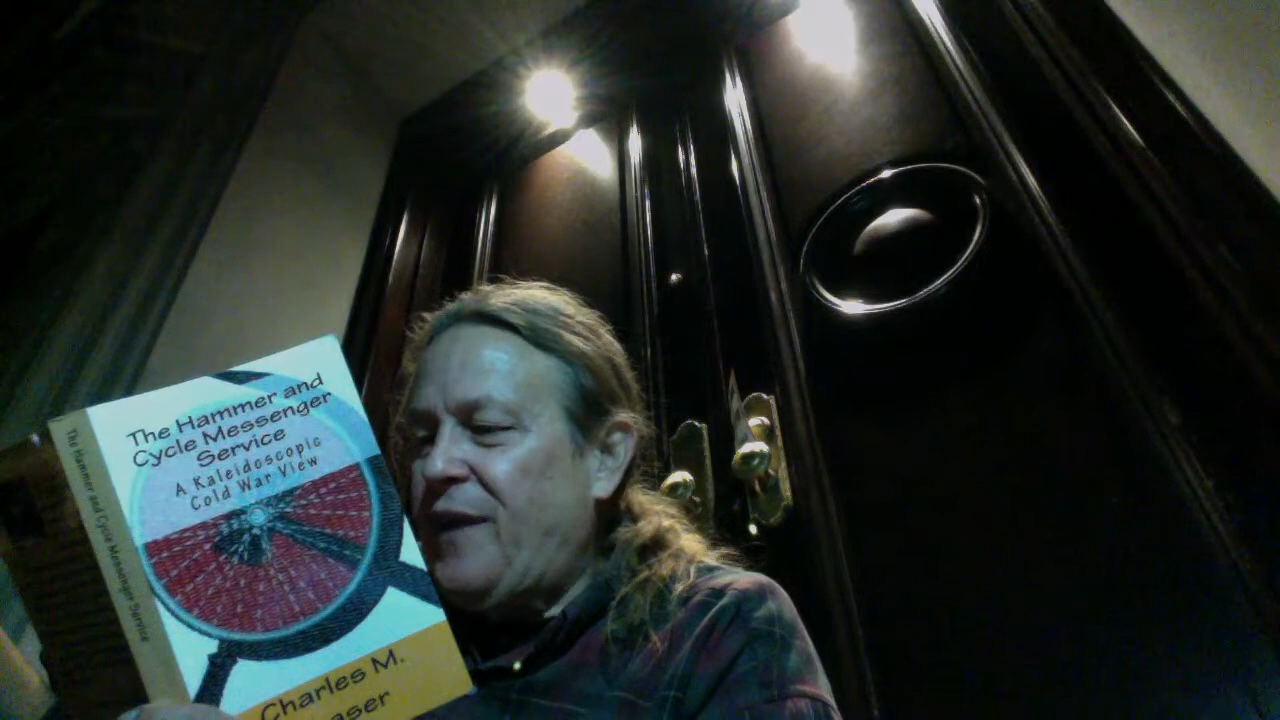 The Hammer and
Cycle Messenger
Service
A Kaleidoscopic
Cold War View
Charles M.
The Hammer and Cycle Messenger Service